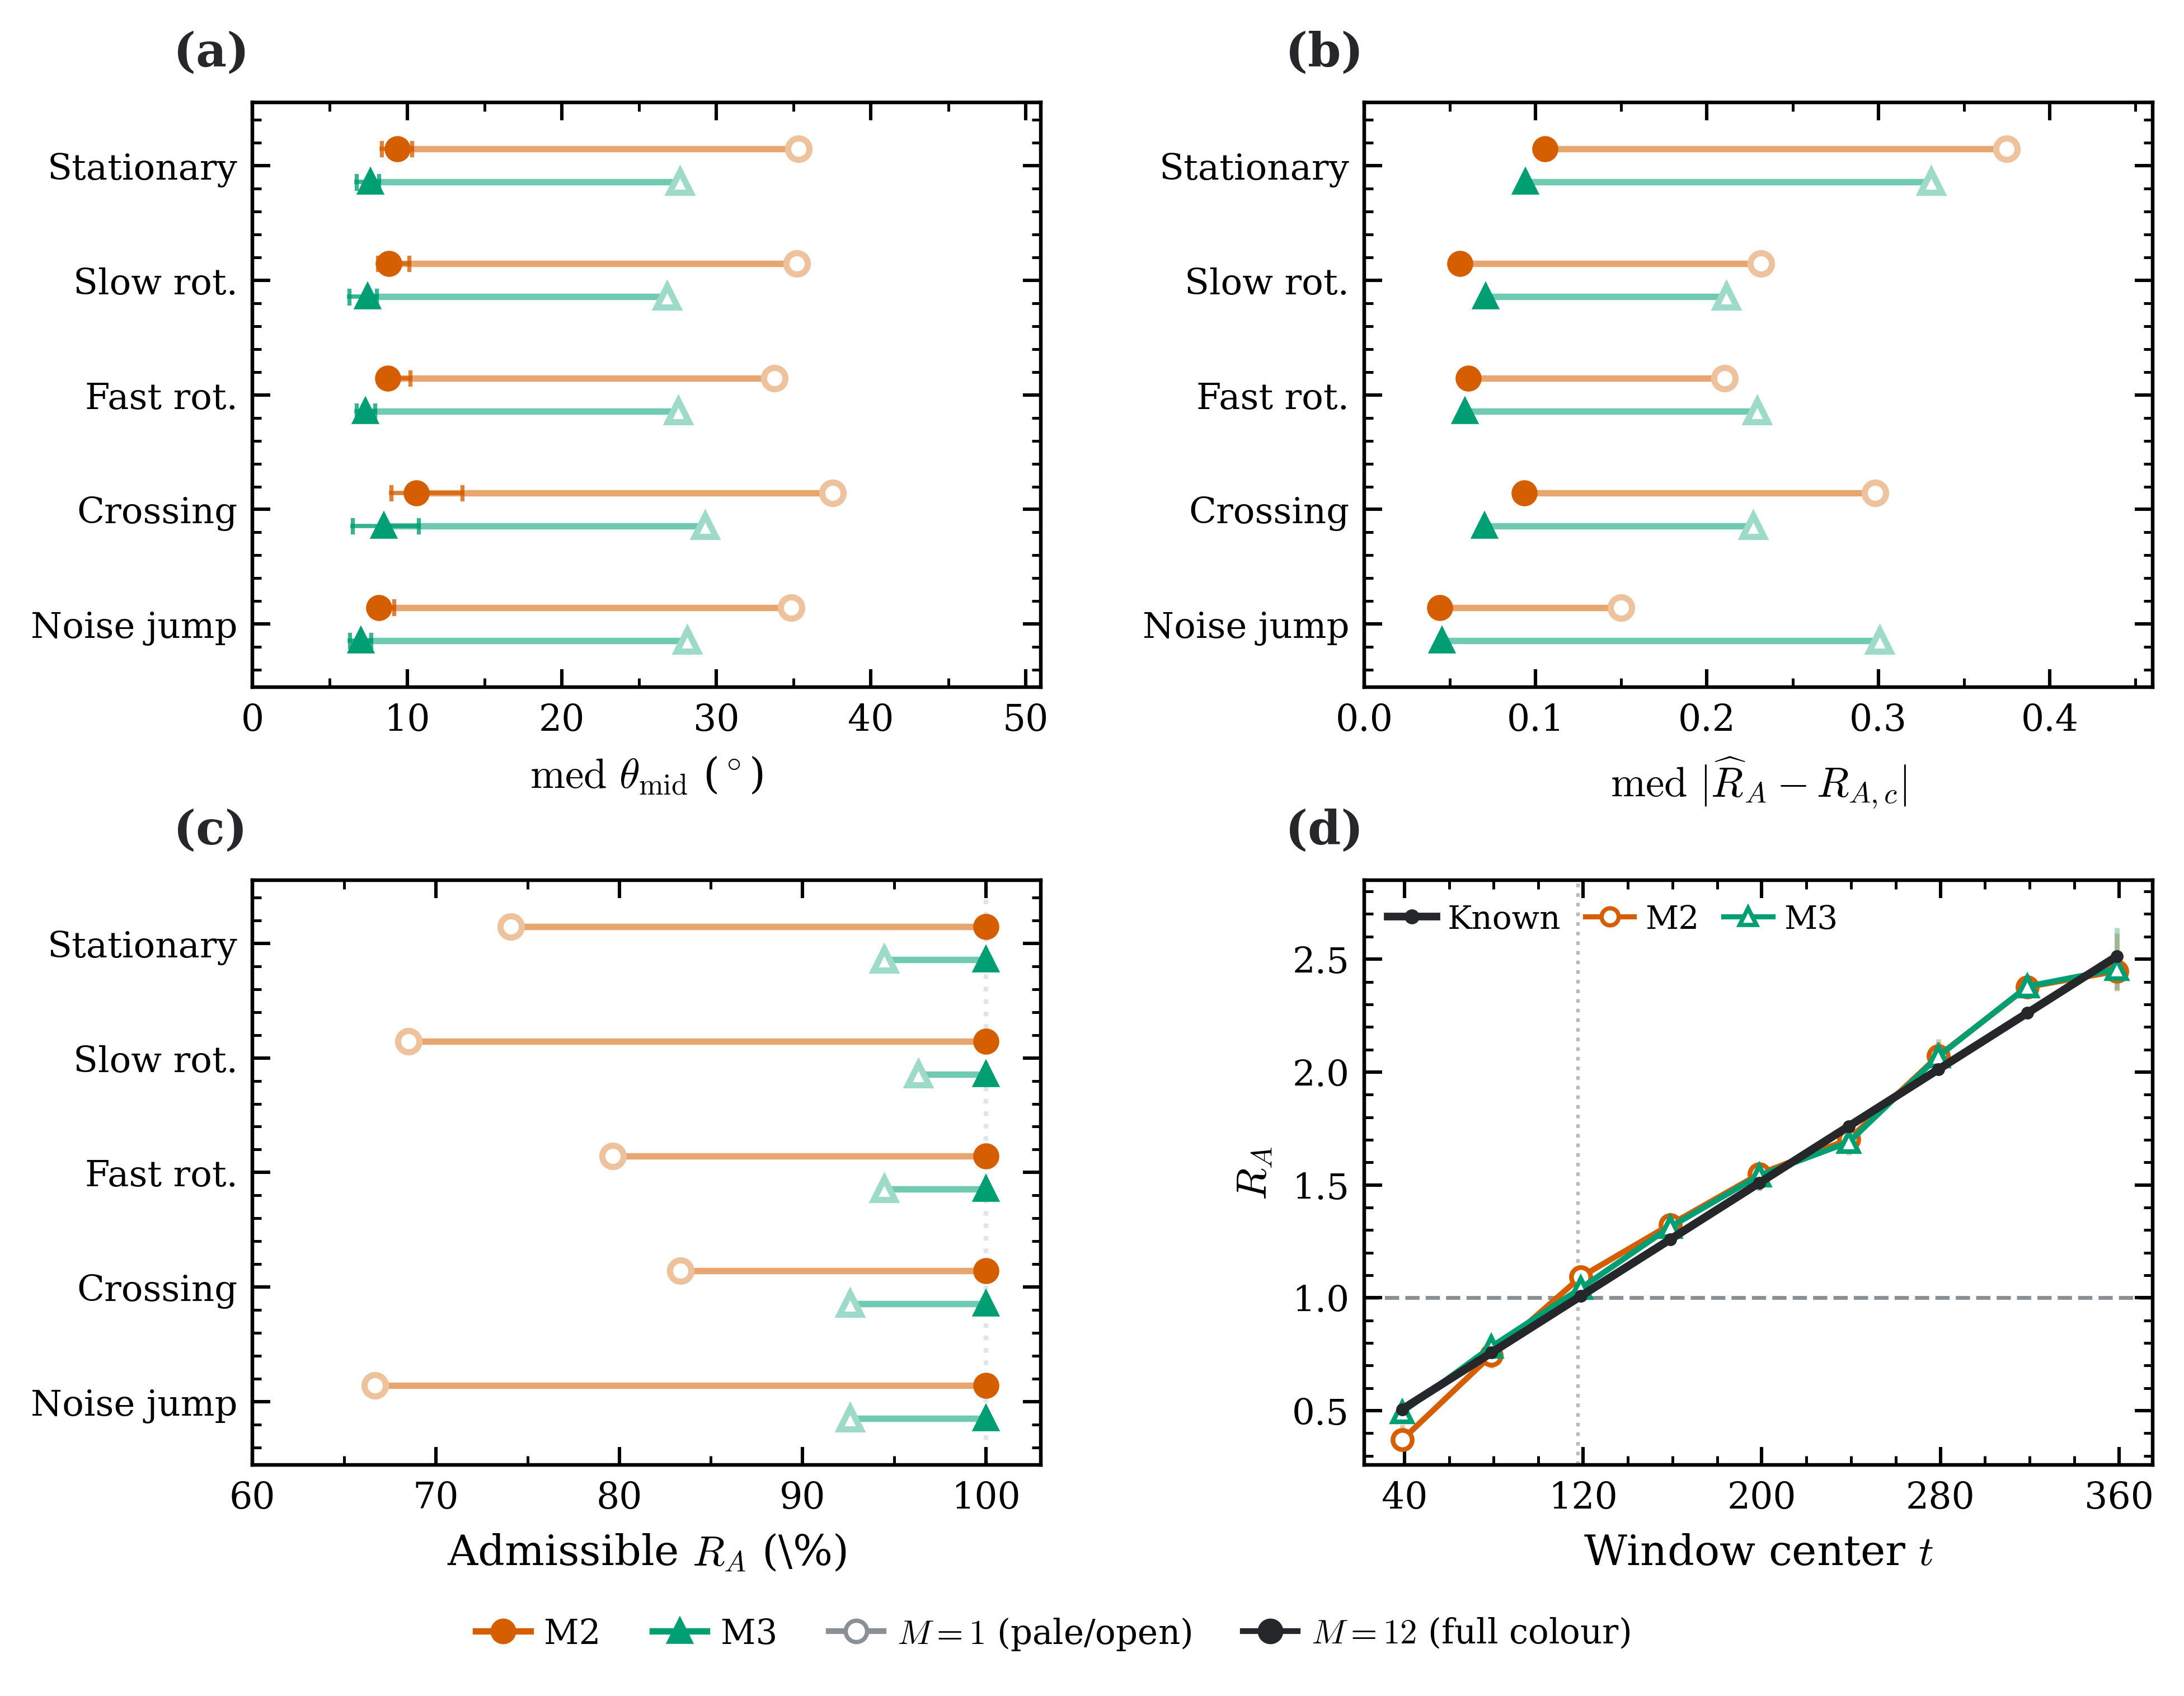 (a)
Stationary
Slow rot.
Fast rot.
Crossing
Noise jump
0 10 20 30 40 50
med θ_mid (°)
(b)
Stationary
Slow rot.
Fast rot.
Crossing
Noise jump
0.0 0.1 0.2 0.3 0.4
med |R̂_A − R_{A, c}|
(c)
Stationary
Slow rot.
Fast rot.
Crossing
Noise jump
60 70 80 90 100
Admissible R_A (\%)
(d)
Known M2 M3
2.5
2.0
1.5
1.0
0.5
R_A
40 120 200 280 360
Window center t
M2 M3 M = 1 (pale/open) M = 12 (full colour)